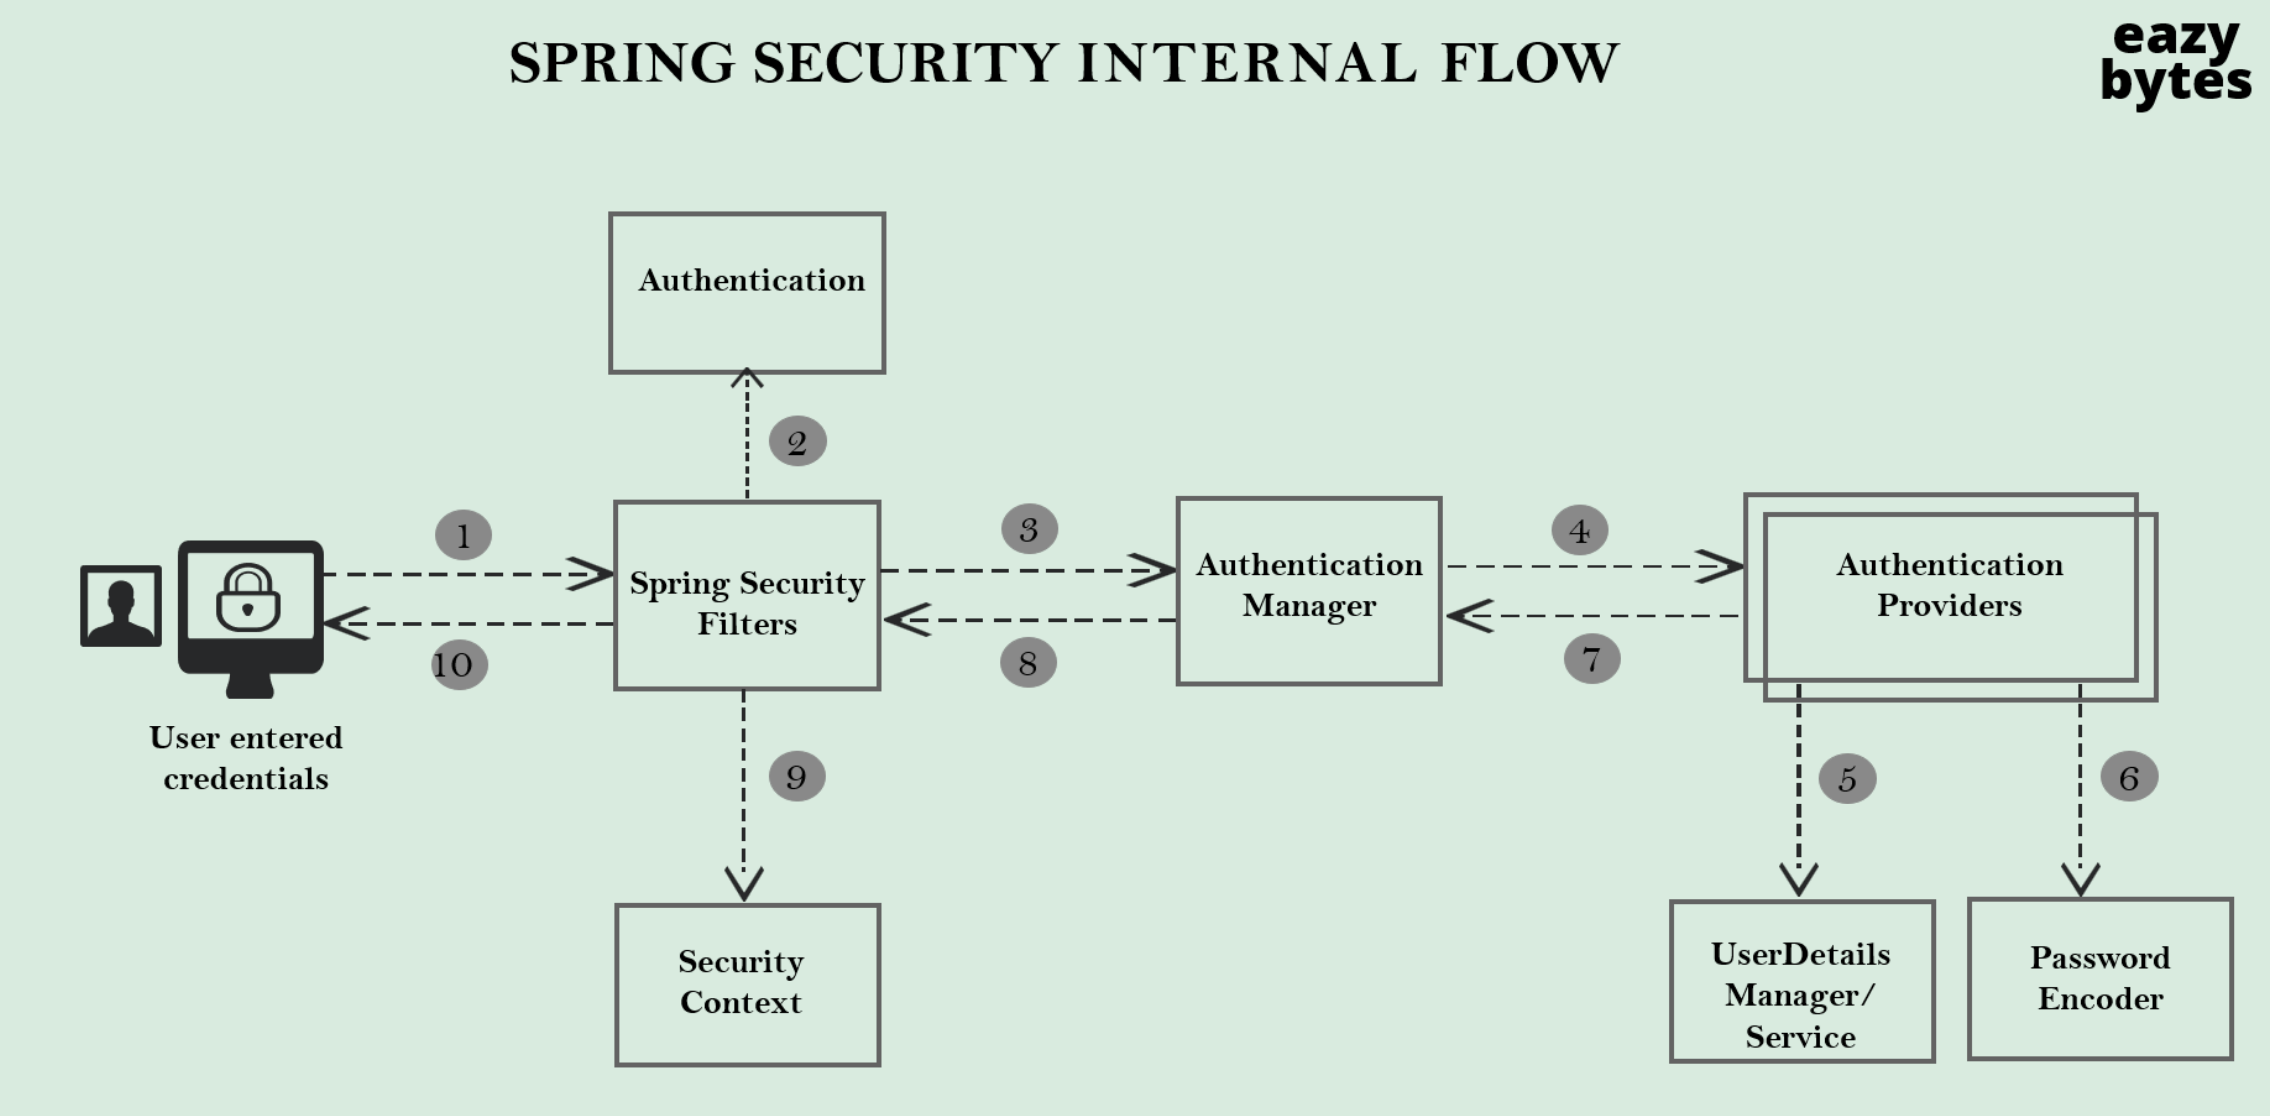 SPRING SECURITY INTERNAL FLOW
eazy
bytes
Authentication
2
1
3
4
Spring Security
Filters
Authentication
Manager
Authentication
Providers
10
8
7
User entered
credentials
9
5
6
Security
Context
UserDetails
Manager/
Service
Password
Encoder